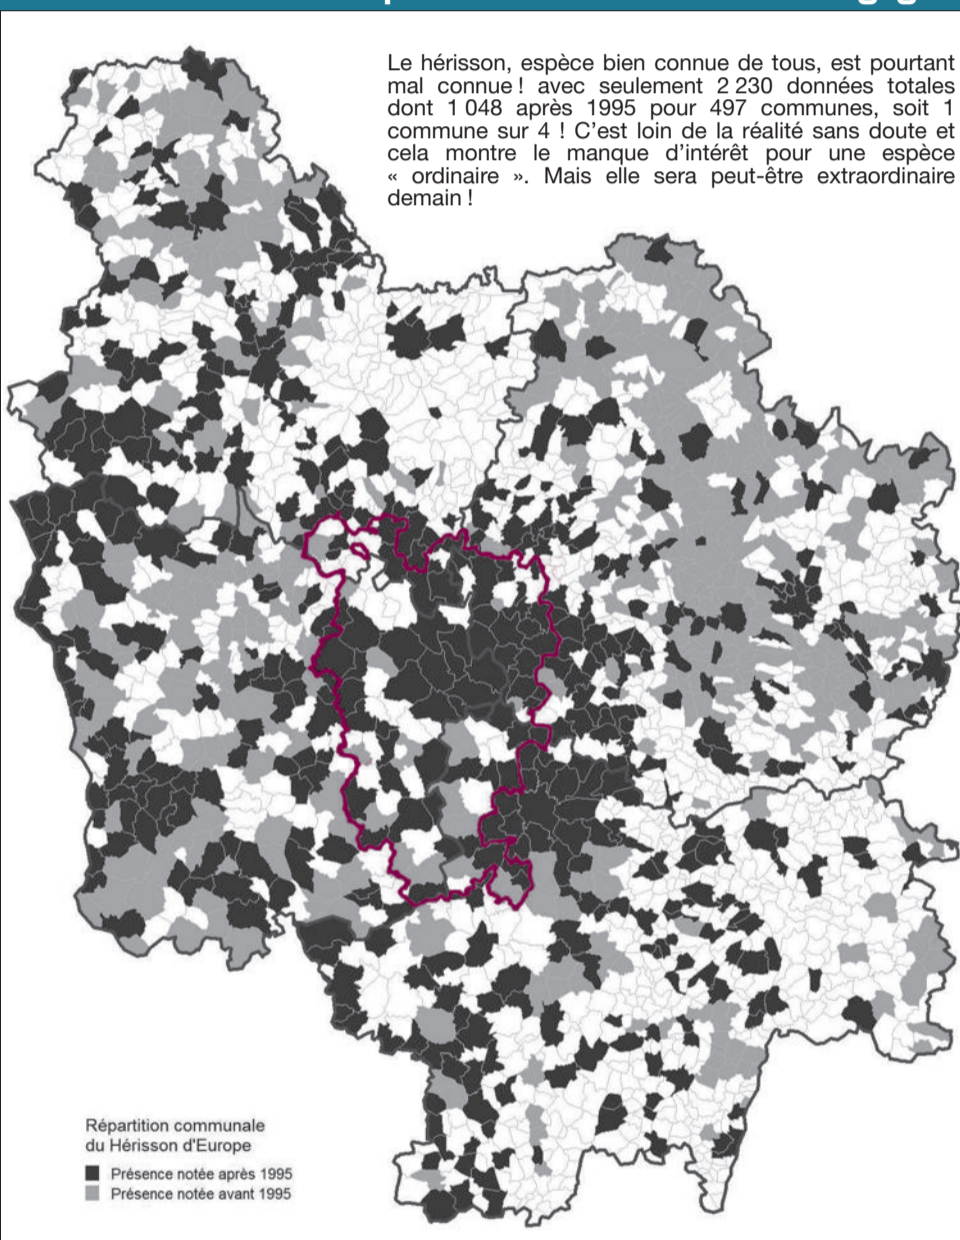 Le hérisson, espèce bien connue de tous, est pourtant
mal connue ! avec seulement 2 230 données totales
dont 1 048 après 1995 pour 497 communes, soit 1
commune sur 4 ! C’est loin de la réalité sans doute et
cela montre le manque d’intérêt pour une espèce
« ordinaire ». Mais elle sera peut-être extraordinaire
demain !
Répartition communale
du Hérisson d'Europe
Présence notée après 1995
Présence notée avant 1995